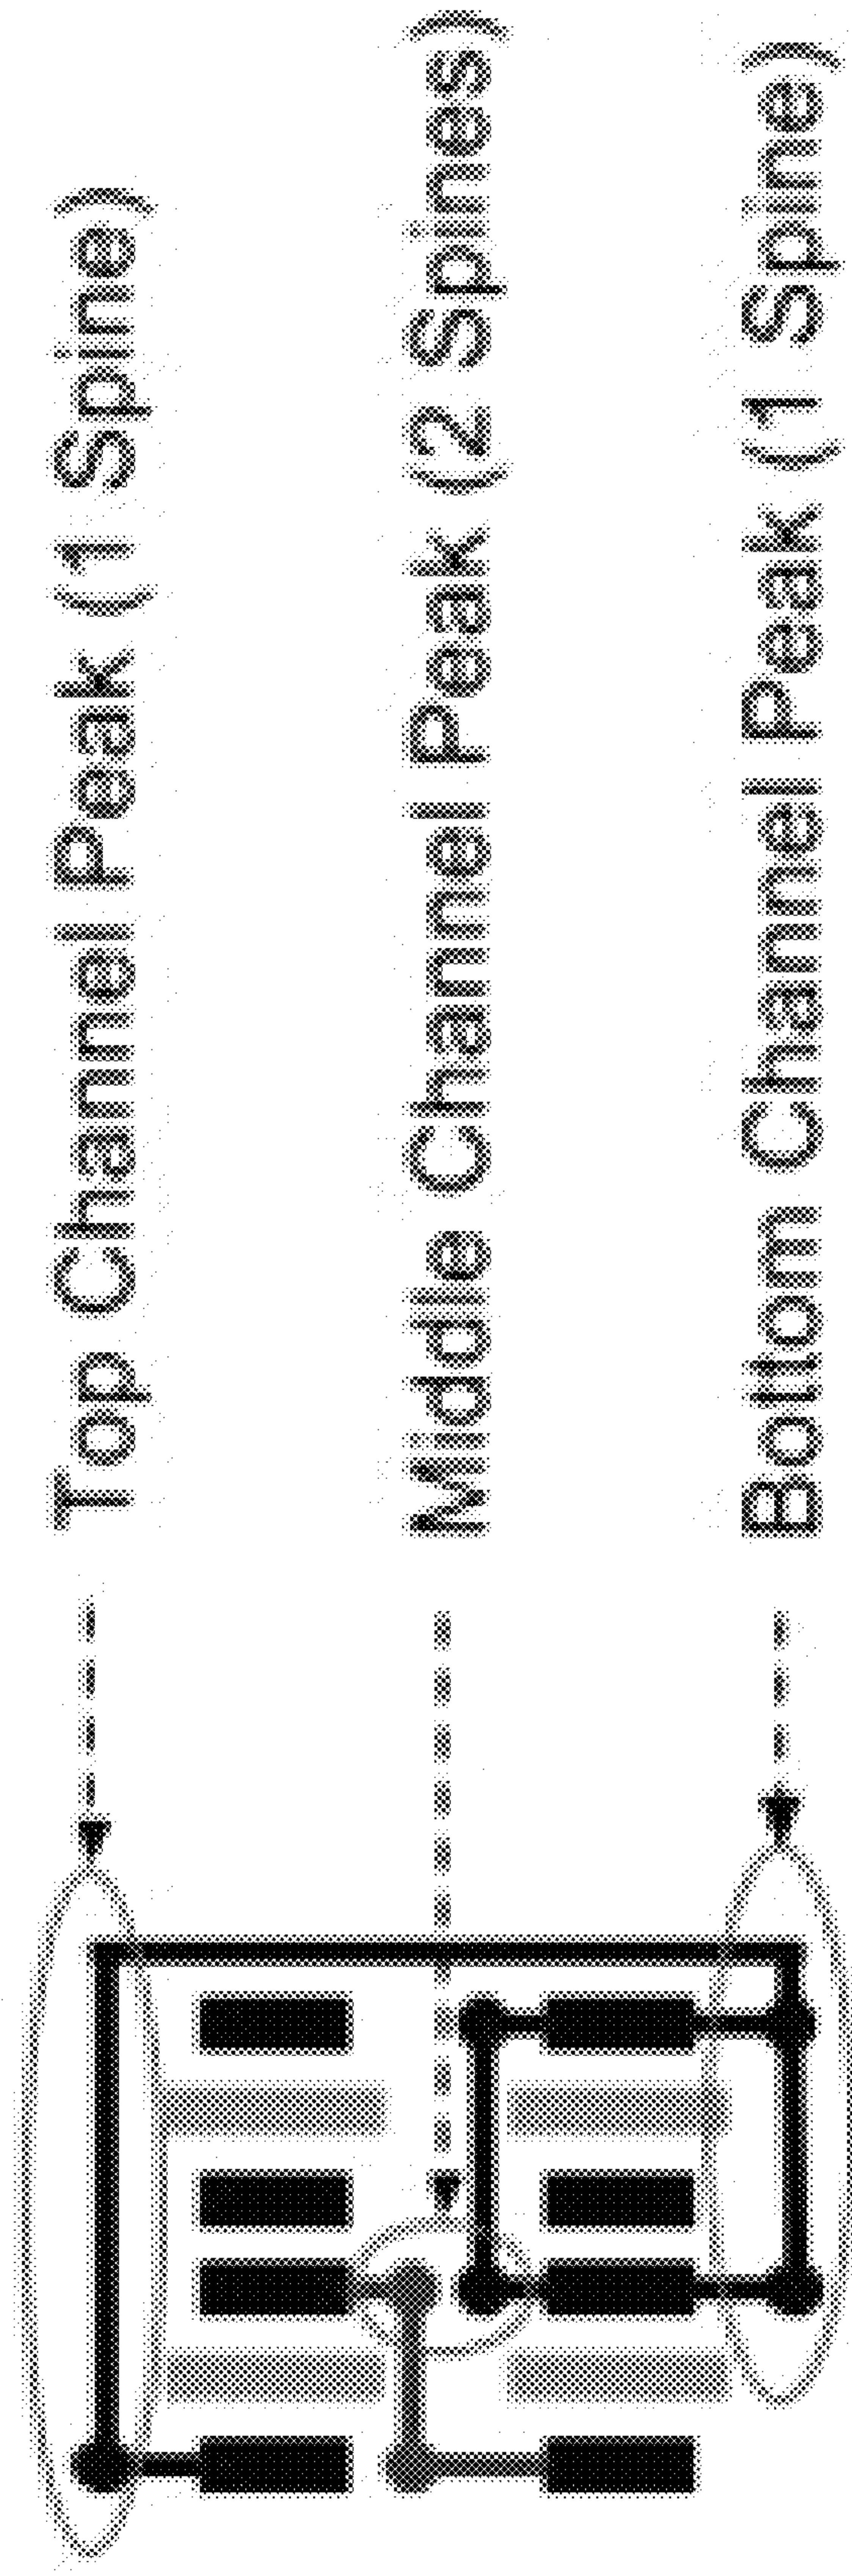 Top Channel Peak (1 Spine)
Middle Channel Peak (2 Spines)
Bottom Channel Peak (1 Spine)